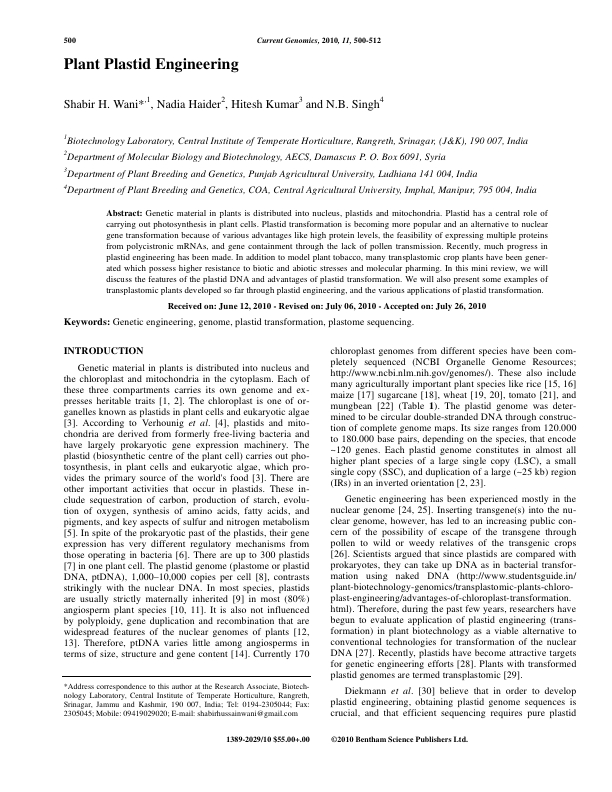 500
Current Genomics, 2010, 11, 500-512
Plant Plastid Engineering
Shabir H. Wani*,1, Nadia Haider2, Hitesh Kumar3 and N.B. Singh4
1Biotechnology Laboratory, Central Institute of Temperate Horticulture, Rangreth, Srinagar, (J&K), 190 007, India
2Department of Molecular Biology and Biotechnology, AECS, Damascus P. O. Box 6091, Syria
3Department of Plant Breeding and Genetics, Punjab Agricultural University, Ludhiana 141 004, India
4Department of Plant Breeding and Genetics, COA, Central Agricultural University, Imphal, Manipur, 795 004, India
Abstract: Genetic material in plants is distributed into nucleus, plastids and mitochondria. Plastid has a central role of
carrying out photosynthesis in plant cells. Plastid transformation is becoming more popular and an alternative to nuclear
gene transformation because of various advantages like high protein levels, the feasibility of expressing multiple proteins
from polycistronic mRNAs, and gene containment through the lack of pollen transmission. Recently, much progress in
plastid engineering has been made. In addition to model plant tobacco, many transplastomic crop plants have been gener-
ated which possess higher resistance to biotic and abiotic stresses and molecular pharming. In this mini review, we will
discuss the features of the plastid DNA and advantages of plastid transformation. We will also present some examples of
transplastomic plants developed so far through plastid engineering, and the various applications of plastid transformation.
Received on: June 12, 2010 - Revised on: July 06, 2010 - Accepted on: July 26, 2010
Keywords: Genetic engineering, genome, plastid transformation, plastome sequencing.
INTRODUCTION
Genetic material in plants is distributed into nucleus and
the chloroplast and mitochondria in the cytoplasm. Each of
these three compartments carries its own genome and ex-
presses heritable traits [1, 2]. The chloroplast is one of or-
ganelles known as plastids in plant cells and eukaryotic algae
[3]. According to Verhounig et al. [4], plastids and mito-
chondria are derived from formerly free-living bacteria and
have largely prokaryotic gene expression machinery. The
plastid (biosynthetic centre of the plant cell) carries out pho-
tosynthesis, in plant cells and eukaryotic algae, which pro-
vides the primary source of the world's food [3]. There are
other important activities that occur in plastids. These in-
clude sequestration of carbon, production of starch, evolu-
tion of oxygen, synthesis of amino acids, fatty acids, and
pigments, and key aspects of sulfur and nitrogen metabolism
[5]. In spite of the prokaryotic past of the plastids, their gene
expression has very different regulatory mechanisms from
those operating in bacteria [6]. There are up to 300 plastids
[7] in one plant cell. The plastid genome (plastome or plastid
DNA, ptDNA), 1,000–10,000 copies per cell [8], contrasts
strikingly with the nuclear DNA. In most species, plastids
are usually strictly maternally inherited [9] in most (80%)
angiosperm plant species [10, 11]. It is also not influenced
by polyploidy, gene duplication and recombination that are
widespread features of the nuclear genomes of plants [12,
13]. Therefore, ptDNA varies little among angiosperms in
terms of size, structure and gene content [14]. Currently 170
*Address correspondence to this author at the Research Associate, Biotech-
nology Laboratory, Central Institute of Temperate Horticulture, Rangreth,
Srinagar, Jammu and Kashmir, 190 007, India; Tel: 0194-2305044; Fax:
2305045; Mobile: 09419029020; E-mail: shabirhussainwani@gmail.com
chloroplast genomes from different species have been com-
pletely sequenced (NCBI Organelle Genome Resources;
http://www.ncbi.nlm.nih.gov/genomes/). These also include
many agriculturally important plant species like rice [15, 16]
maize [17] sugarcane [18], wheat [19, 20], tomato [21], and
mungbean [22] (Table 1). The plastid genome was deter-
mined to be circular double-stranded DNA through construc-
tion of complete genome maps. Its size ranges from 120.000
to 180.000 base pairs, depending on the species, that encode
~120 genes. Each plastid genome constitutes in almost all
higher plant species of a large single copy (LSC), a small
single copy (SSC), and duplication of a large (~25 kb) region
(IRs) in an inverted orientation [2, 23].
Genetic engineering has been experienced mostly in the
nuclear genome [24, 25]. Inserting transgene(s) into the nu-
clear genome, however, has led to an increasing public con-
cern of the possibility of escape of the transgene through
pollen to wild or weedy relatives of the transgenic crops
[26]. Scientists argued that since plastids are compared with
prokaryotes, they can take up DNA as in bacterial transfor-
mation using naked DNA (http://www.studentsguide.in/
plant-biotechnology-genomics/transplastomic-plants-chloro-
plast-engineering/advantages-of-chloroplast-transformation.
html). Therefore, during the past few years, researchers have
begun to evaluate application of plastid engineering (trans-
formation) in plant biotechnology as a viable alternative to
conventional technologies for transformation of the nuclear
DNA [27]. Recently, plastids have become attractive targets
for genetic engineering efforts [28]. Plants with transformed
plastid genomes are termed transplastomic [29].
Diekmann et al. [30] believe that in order to develop
plastid engineering, obtaining plastid genome sequences is
crucial, and that efficient sequencing requires pure plastid
1389-2029/10 $55.00+.00
©2010 Bentham Science Publishers Ltd.